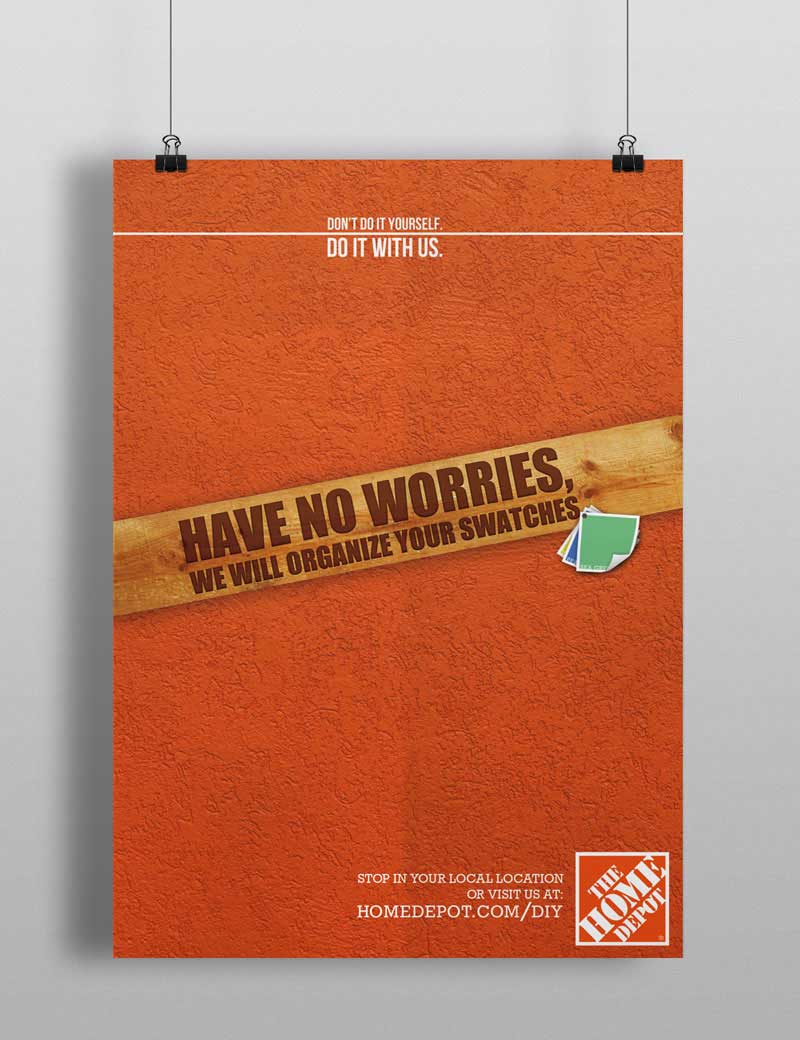 DON'T DO IT YOURSELF.
DO IT WITH US.
HAVE NO WORRIES,
WE WILL ORGANIZE YOUR SWATCHES
STOP IN YOUR LOCAL LOCATION
OR VISIT US AT:
HOMEDEPOT.COM/DIY
THE
HOME
DEPOT
®